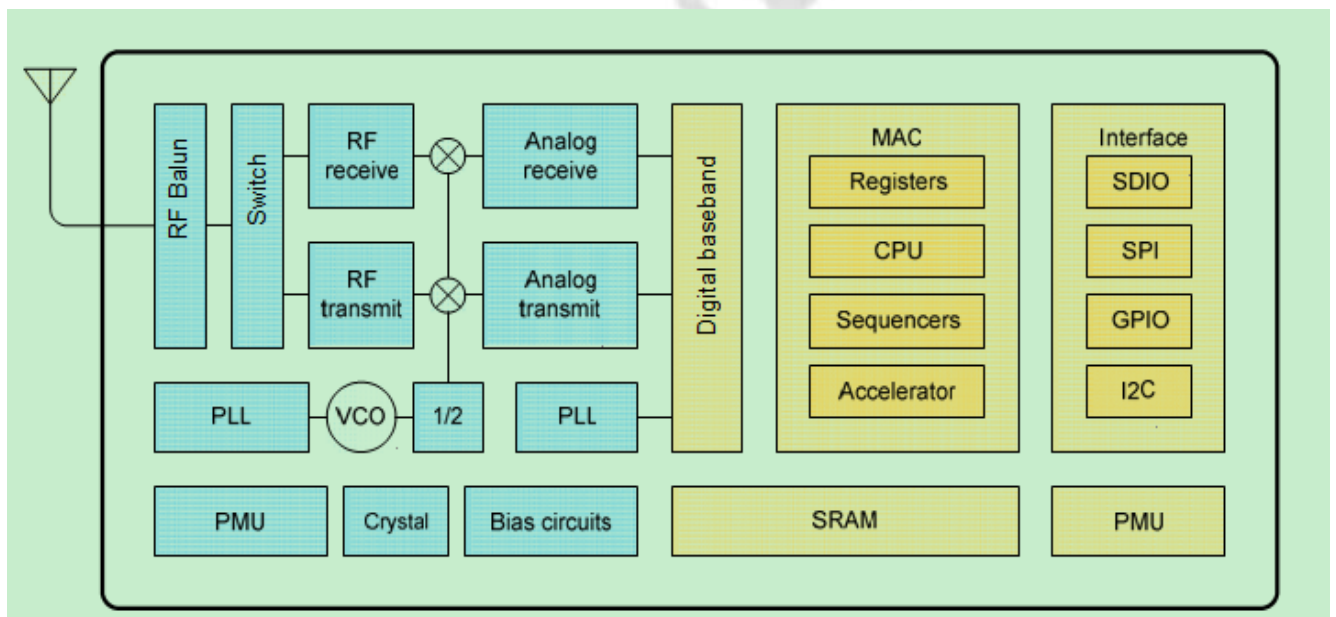 RF Balun
Switch
RF
receive
Analog
receive
RF
transmit
Analog
transmit
PLL
VCO
1/2
PLL
Digital baseband
MAC
Registers
CPU
Sequencers
Accelerator
Interface
SDIO
SPI
GPIO
I2C
PMU
Crystal
Bias circuits
SRAM
PMU